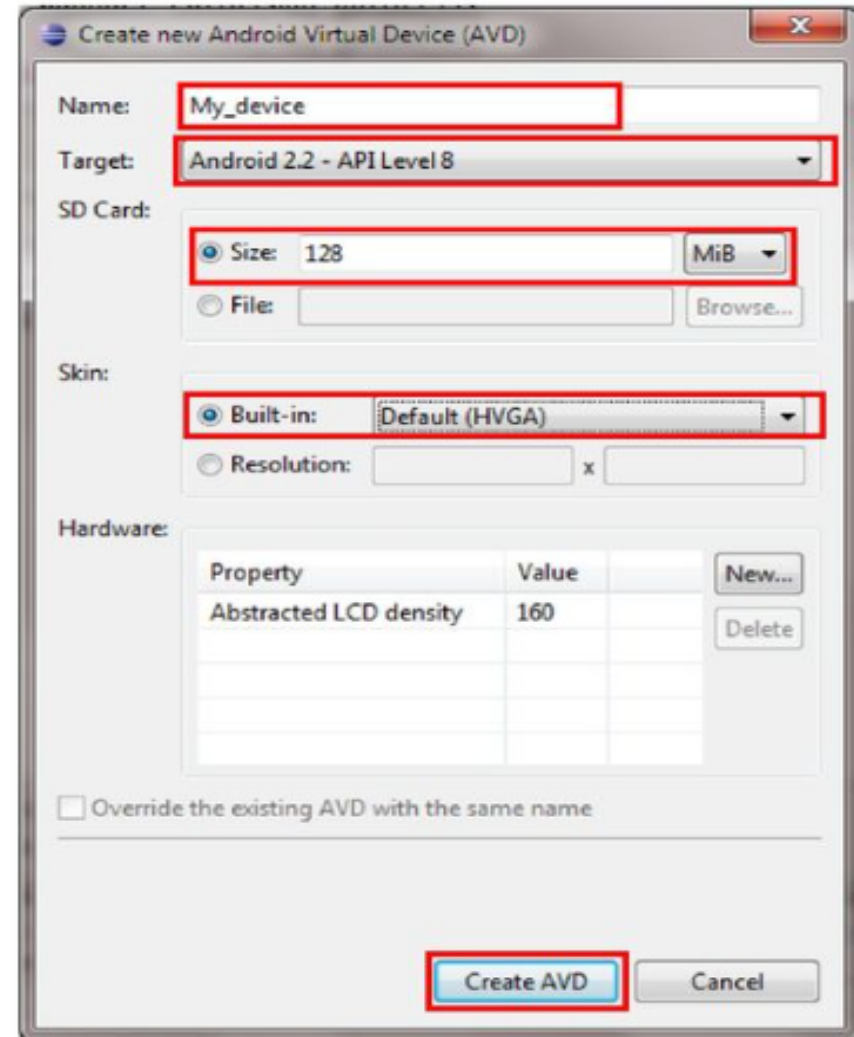 Create new Android Virtual Device (AVD)
Name: My_device
Target: Android 2.2 - API Level 8
SD Card:
Size: 128 MiB
File: Browse...
Skin:
Built-in: Default (HVGA)
Resolution: x
Hardware:
Property Value New...
Abstracted LCD density 160
Delete
Override the existing AVD with the same name
Create AVD Cancel